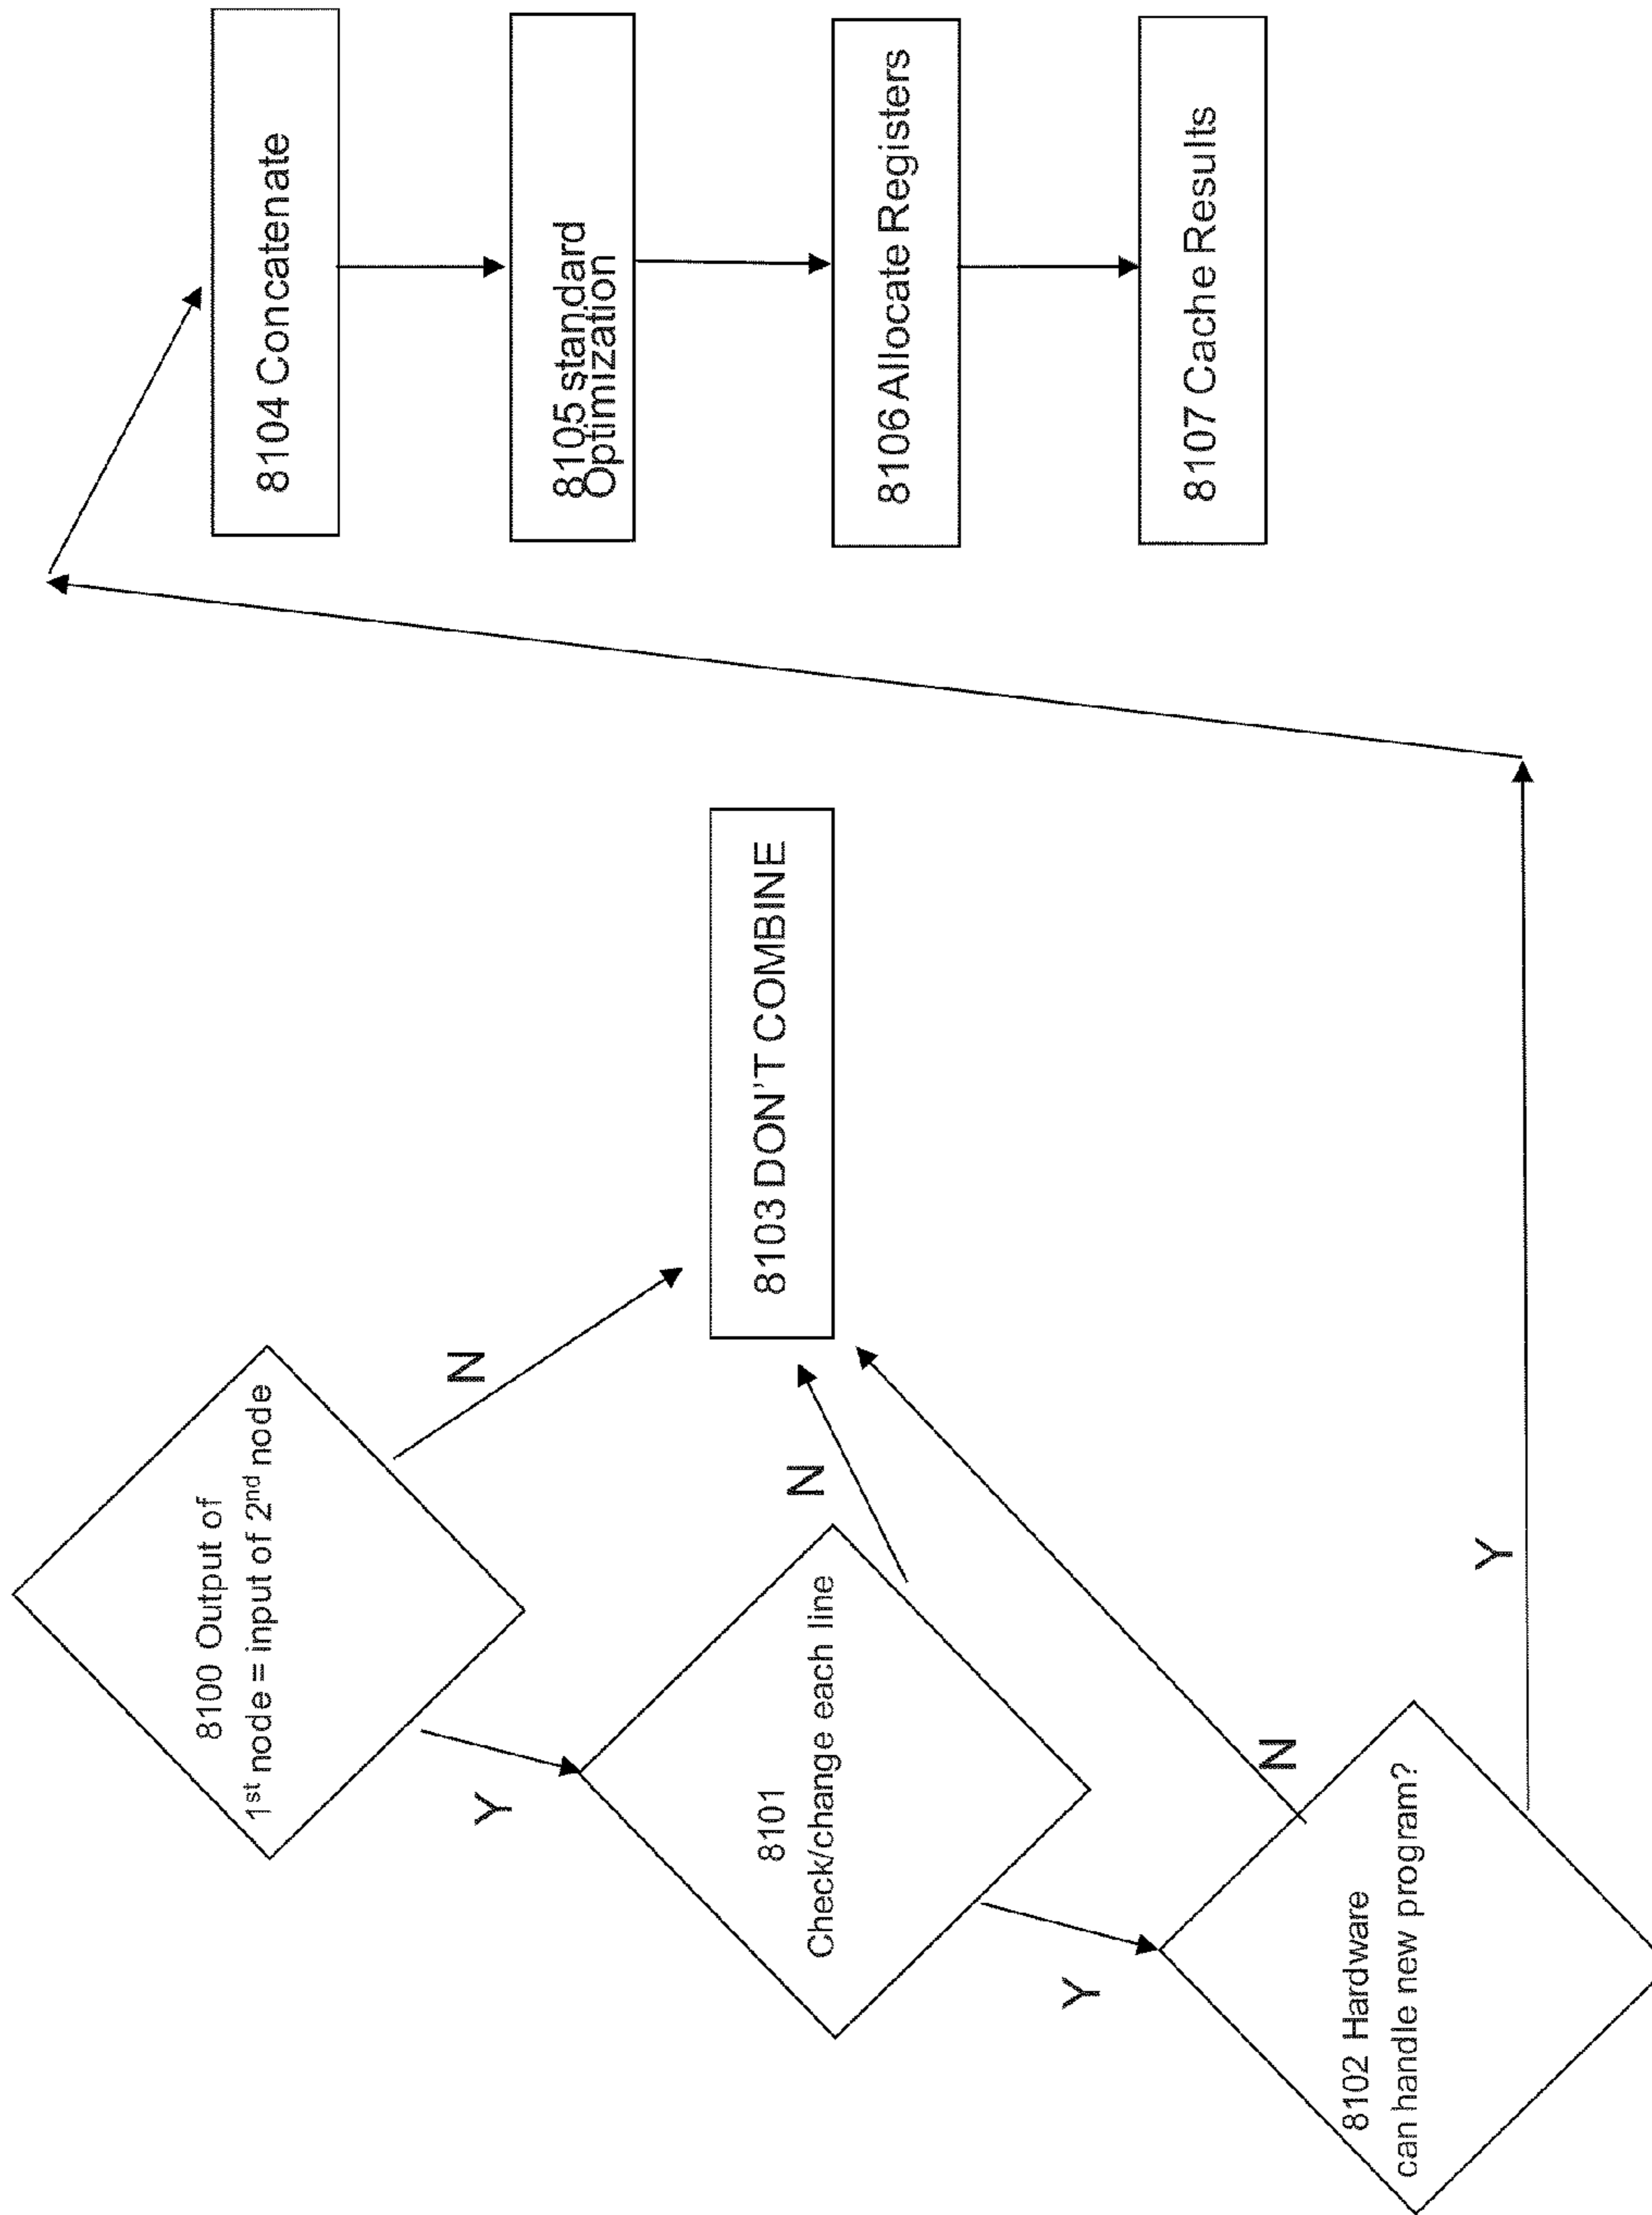 8100 Output of
1st node = input of 2nd node
N
Y
8101
Check/change each line
N
Y
8102 Hardware
can handle new program?
N
Y
8103 DON'T COMBINE
8104 Concatenate
8105 standard
Optimization
8106 Allocate Registers
8107 Cache Results